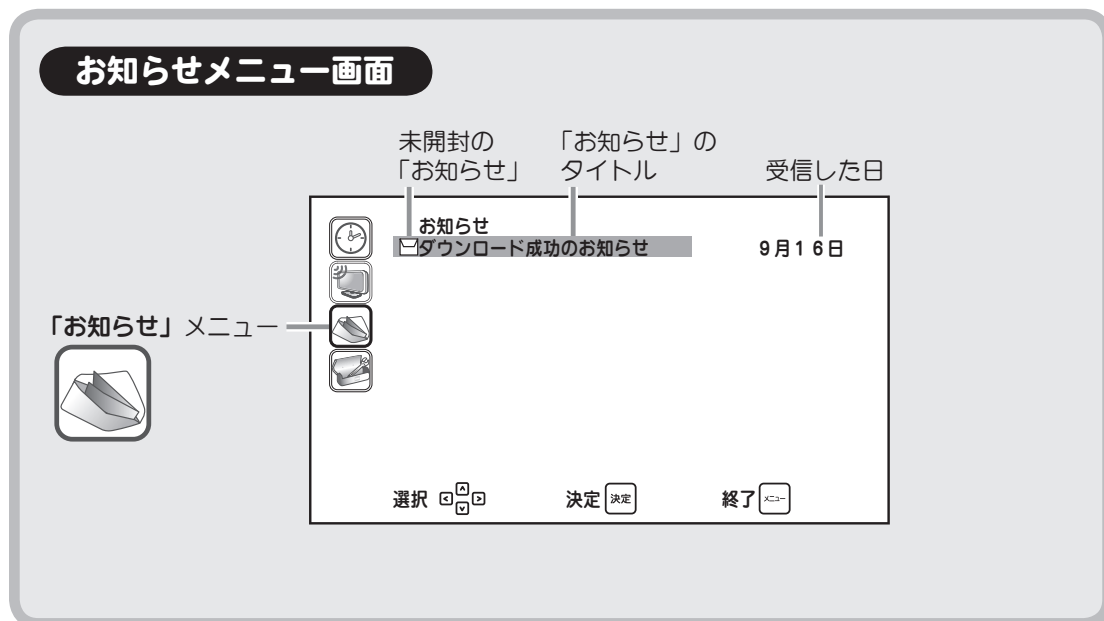 お知らせメニュー画面
未開封の
「お知らせ」
「お知らせ」の
タイトル
受信した日
お知らせ
ダウンロード成功のお知らせ 9月16日
「お知らせ」メニュー
選択 決定 決定 終了 メニュー